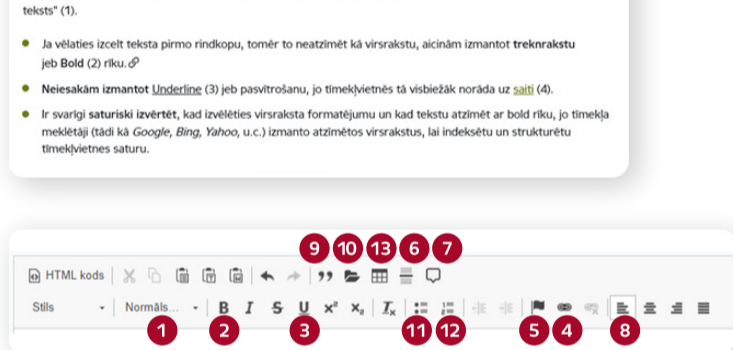 teksts" (1).
Ja vēlaties izcelt teksta pirmo rindkopu, tomēr to neatzīmēt kā virsrakstu, aicinām izmantot treknrakstu
jeb Bold (2) rīku.
Neiesakām izmantot Underline (3) jeb pasvītrošanu, jo tīmekļvietnēs tā visbiežāk norāda uz saiti (4).
Ir svarīgi saturiski izvērtēt, kad izvēlēties virsraksta formatējumu un kad tekstu atzīmēt ar bold rīku, jo tīmekļa
meklētāji (tādi kā Google, Bing, Yahoo, u.c.) izmanto atzīmētos virsrakstus, lai indeksētu un strukturētu
tīmekļvietnes saturu.
9 10 13 6 7
HTML kods
Stils Normāls... B I S U x² x₂ Tx
1 2 3 11 12 5 4 8